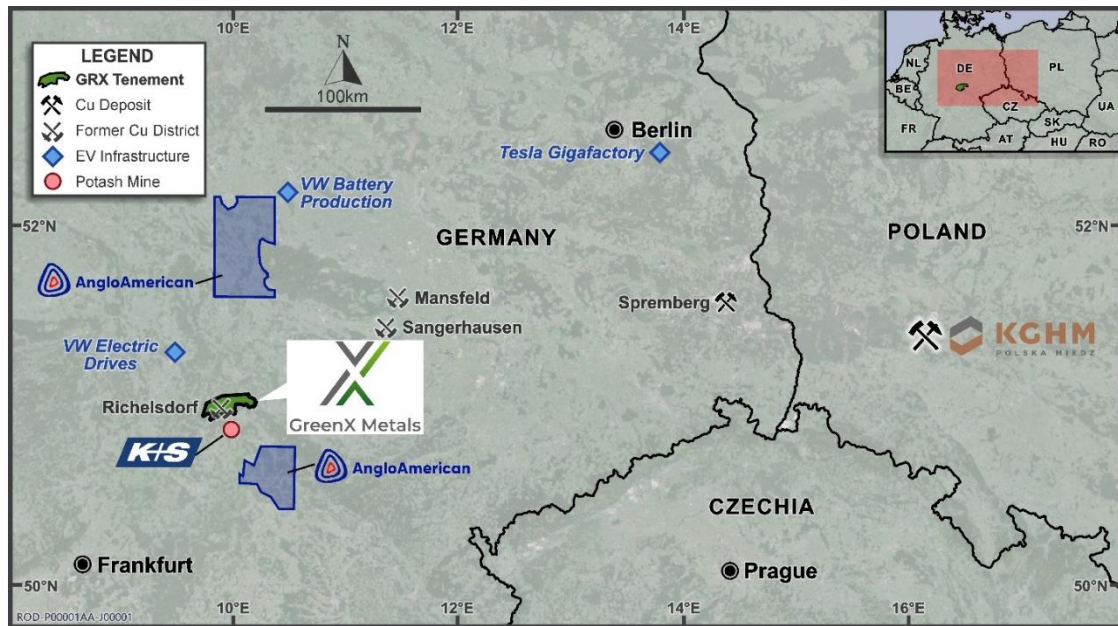 LEGEND
GRX Tenement
Cu Deposit
Former Cu District
EV Infrastructure
Potash Mine
10°E
12°E
14°E
N
100km
NL
BE
FR
DE
PL
CZ
SK
AT
HU
UA
RO
Berlin
Tesla Gigafactory
VW Battery
Production
52°N
GERMANY
POLAND
52°N
AngloAmerican
Mansfeld
Sangerhausen
Spremberg
KGHM
POLSKA MIEDŹ
VW Electric
Drives
Richelsdorf
GreenX Metals
K+S
AngloAmerican
CZECHIA
Frankfurt
Prague
50°N
50°N
10°E
12°E
14°E
16°E
ROD-P00001AA-J00001